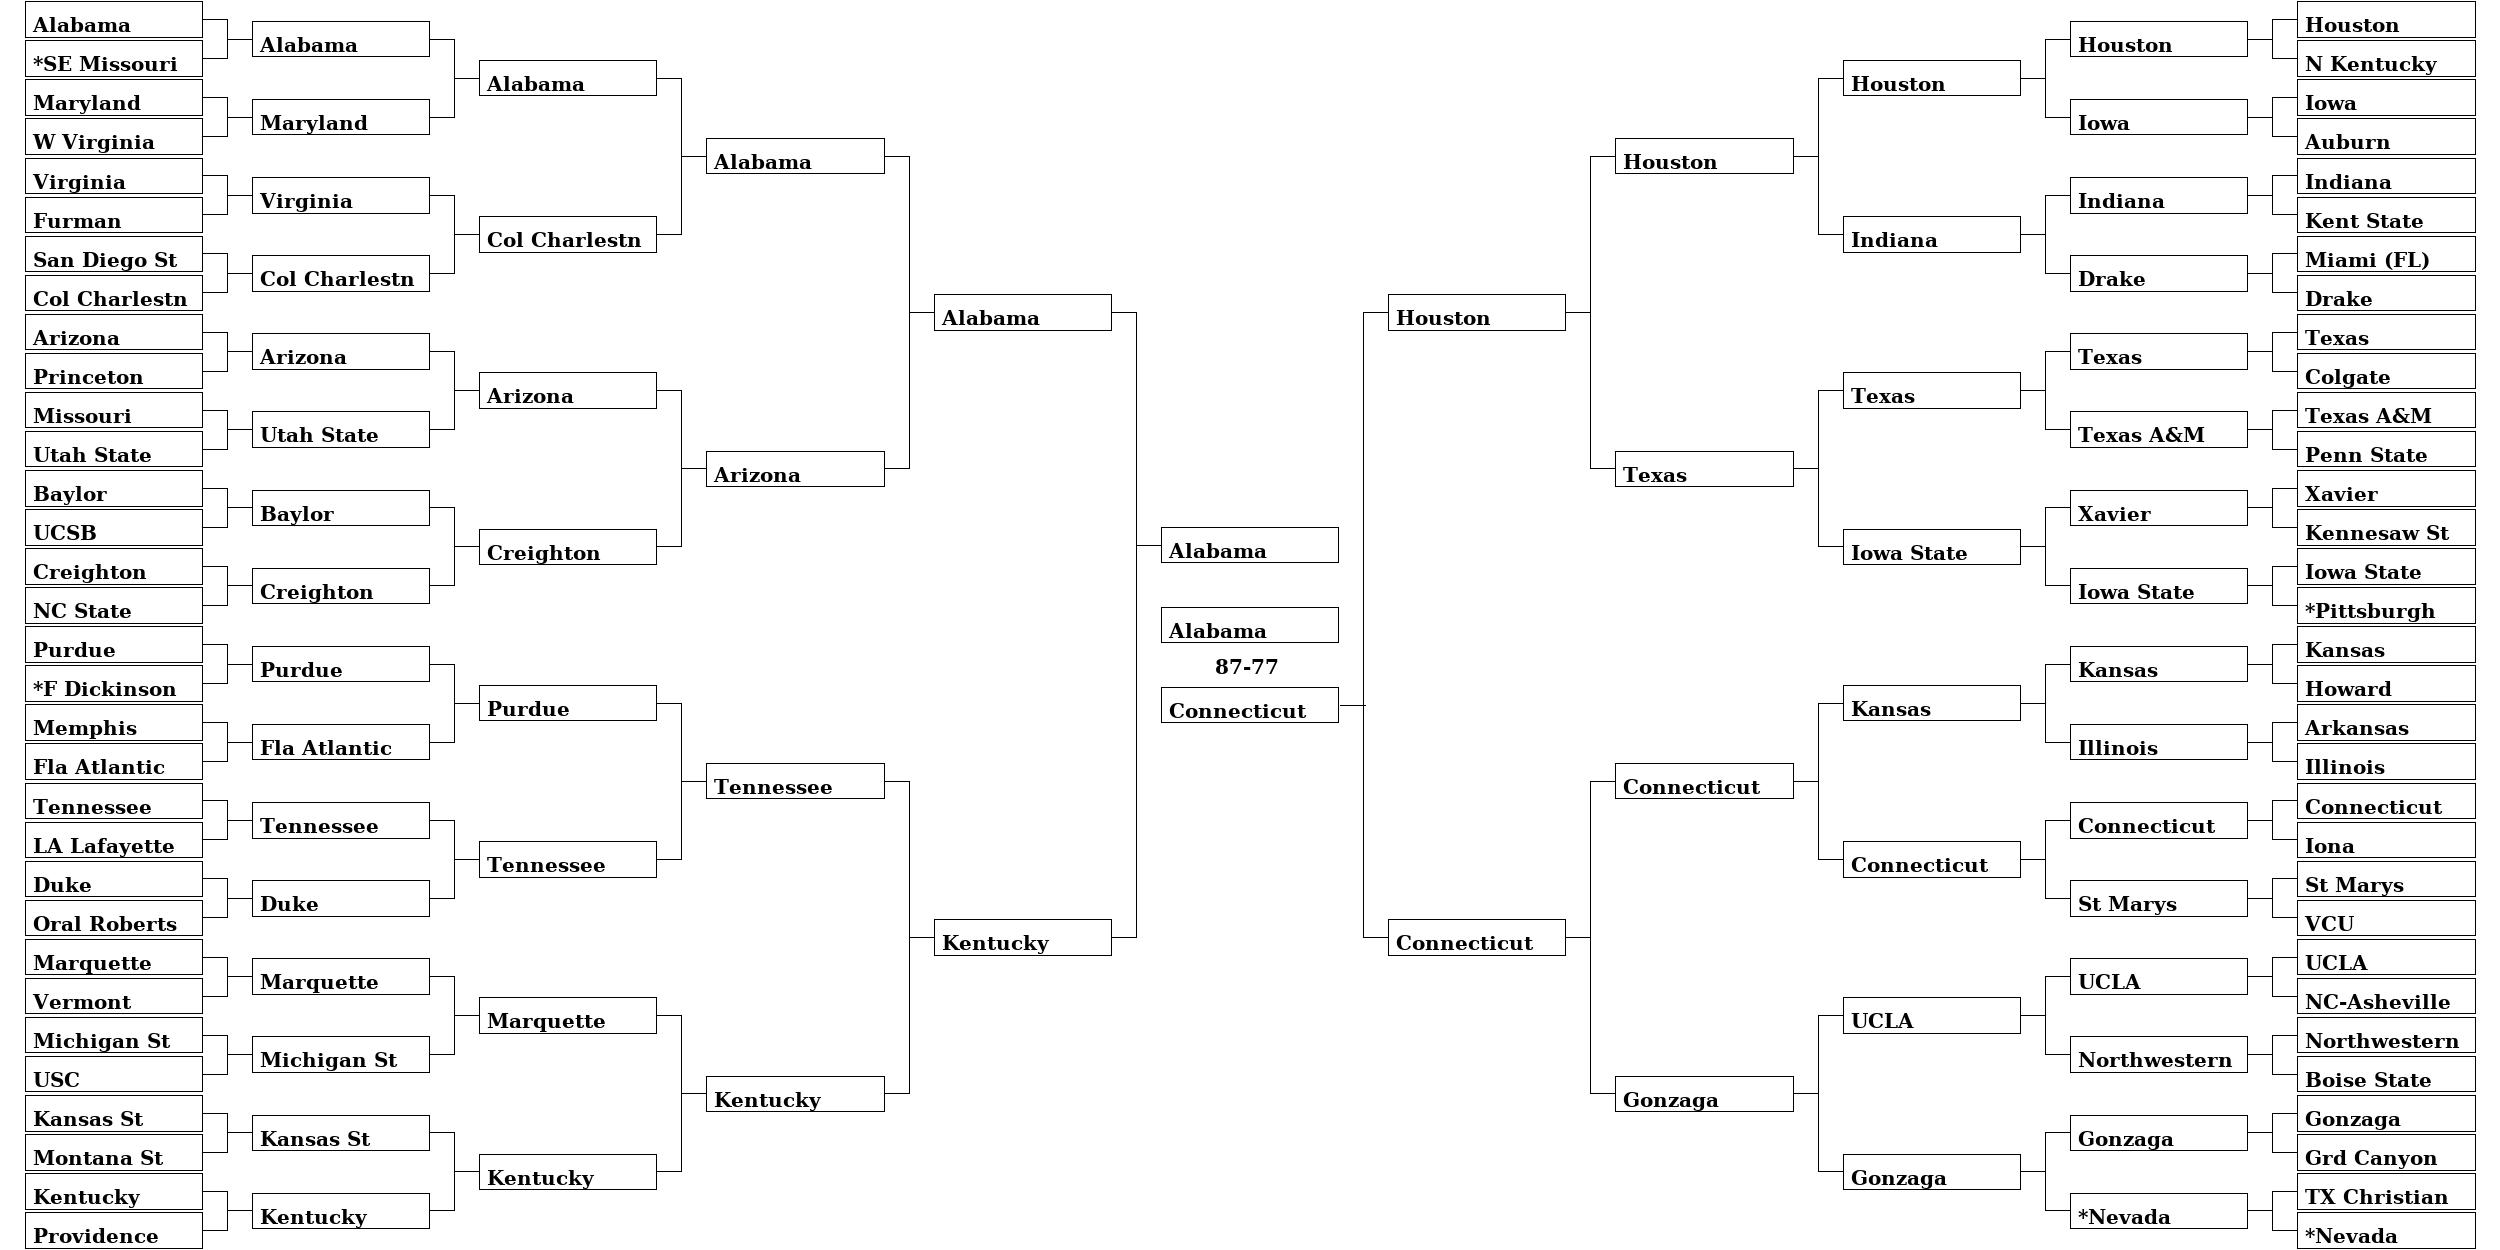 Alabama
*SE Missouri
Maryland
W Virginia
Virginia
Furman
San Diego St
Col Charlestn
Arizona
Princeton
Missouri
Utah State
Baylor
UCSB
Creighton
NC State
Purdue
*F Dickinson
Memphis
Fla Atlantic
Tennessee
LA Lafayette
Duke
Oral Roberts
Marquette
Vermont
Michigan St
USC
Kansas St
Montana St
Kentucky
Providence
Alabama
Maryland
Virginia
Col Charlestn
Arizona
Utah State
Baylor
Creighton
Purdue
Fla Atlantic
Tennessee
Duke
Marquette
Michigan St
Kansas St
Kentucky
Alabama
Col Charlestn
Arizona
Creighton
Purdue
Tennessee
Marquette
Kentucky
Alabama
Arizona
Tennessee
Kentucky
Alabama
Kentucky
Alabama
Alabama
87-77
Connecticut
Houston
Connecticut
Houston
Texas
Connecticut
Gonzaga
Houston
Indiana
Texas
Iowa State
Kansas
Connecticut
UCLA
Gonzaga
Houston
Iowa
Indiana
Drake
Texas
Texas A&M
Xavier
Iowa State
Kansas
Illinois
Connecticut
St Marys
UCLA
Northwestern
Gonzaga
*Nevada
Houston
N Kentucky
Iowa
Auburn
Indiana
Kent State
Miami (FL)
Drake
Texas
Colgate
Texas A&M
Penn State
Xavier
Kennesaw St
Iowa State
*Pittsburgh
Kansas
Howard
Arkansas
Illinois
Connecticut
Iona
St Marys
VCU
UCLA
NC-Asheville
Northwestern
Boise State
Gonzaga
Grd Canyon
TX Christian
*Nevada